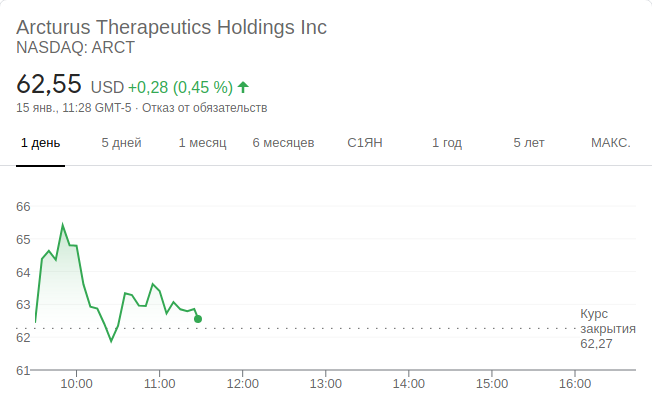 Arcturus Therapeutics Holdings Inc
NASDAQ: ARCT
62,55 USD +0,28 (0,45 %)
15 янв., 11:28 GMT-5 · Отказ от обязательств
1 день 5 дней 1 месяц 6 месяцев С1ЯН 1 год 5 лет МАКС.
66
65
64
63
62
61
Курс
закрытия
62,27
10:00 11:00 12:00 13:00 14:00 15:00 16:00